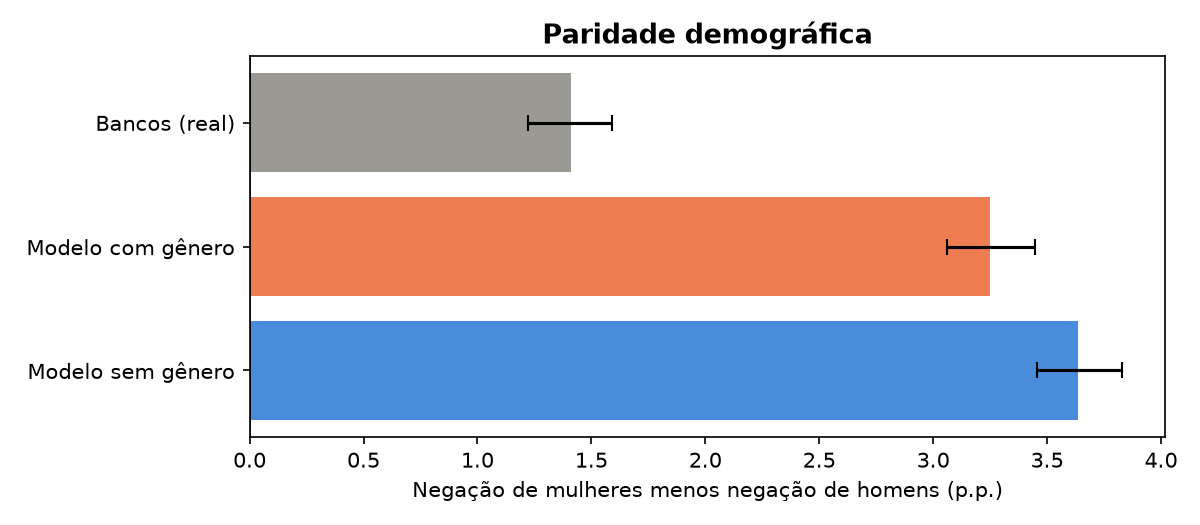 Paridade demográfica
Bancos (real)
Modelo com gênero
Modelo sem gênero
0.0 0.5 1.0 1.5 2.0 2.5 3.0 3.5 4.0
Negação de mulheres menos negação de homens (p.p.)